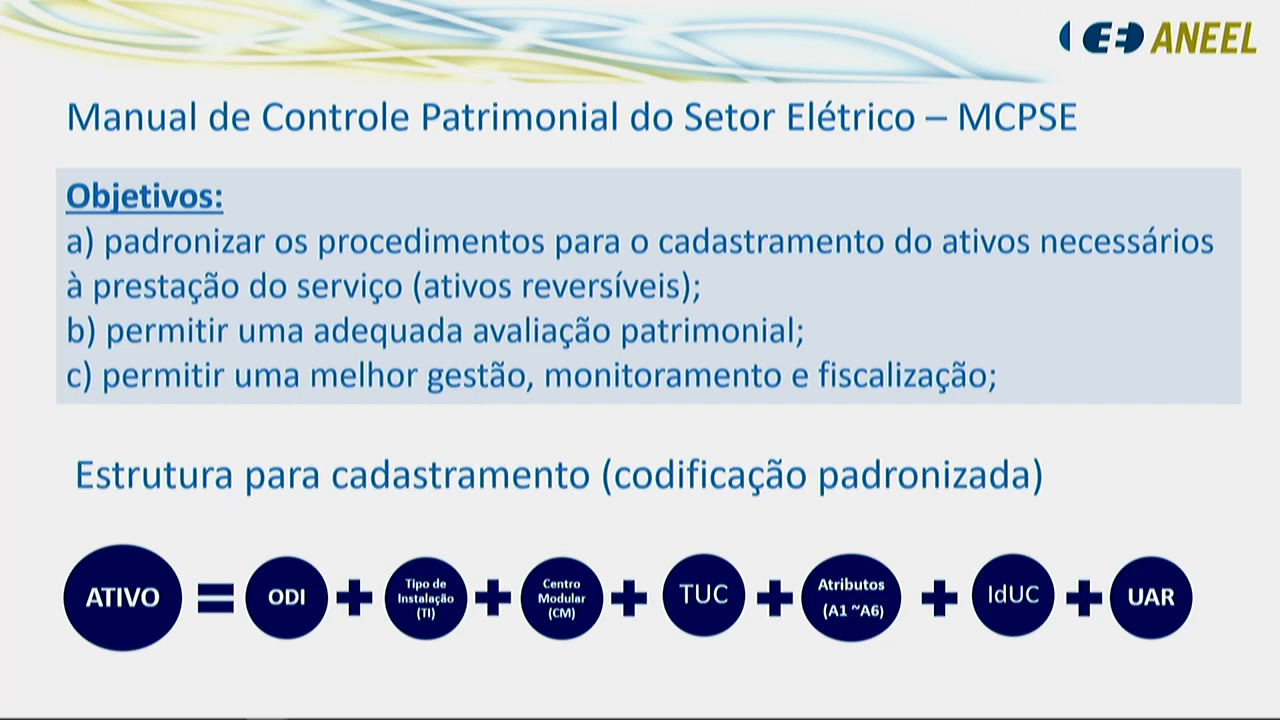 ANEEL
Manual de Controle Patrimonial do Setor Elétrico – MCPSE
Objetivos:
a) padronizar os procedimentos para o cadastramento do ativos necessários
à prestação do serviço (ativos reversíveis);
b) permitir uma adequada avaliação patrimonial;
c) permitir uma melhor gestão, monitoramento e fiscalização;
Estrutura para cadastramento (codificação padronizada)
ATIVO
=
ODI
+
Tipo de
Instalação
(TI)
+
Centro
Modular
(CM)
+
TUC
+
Atributos
(A1 ~A6)
+
IdUC
+
UAR